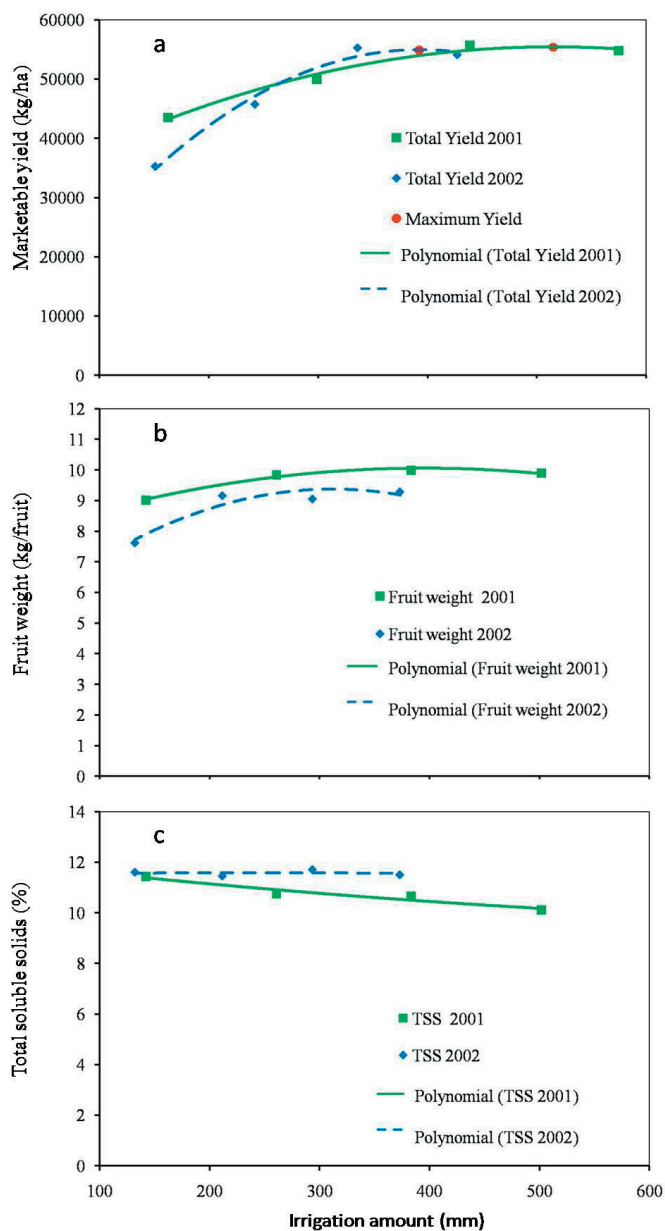 60000
a
50000
40000
30000
20000
10000
0
Marketable yield (kg/ha)
Total Yield 2001
Total Yield 2002
Maximum Yield
Polynomial (Total Yield 2001)
Polynomial (Total Yield 2002)
12
b
11
10
9
8
7
6
5
4
3
2
1
0
Fruit weight (kg/fruit)
Fruit weight 2001
Fruit weight 2002
Polynomial (Fruit weight 2001)
Polynomial (Fruit weight 2002)
14
c
12
10
8
6
4
2
0
Total soluble solids (%)
TSS 2001
TSS 2002
Polynomial (TSS 2001)
Polynomial (TSS 2002)
100 200 300 400 500 600
Irrigation amount (mm)